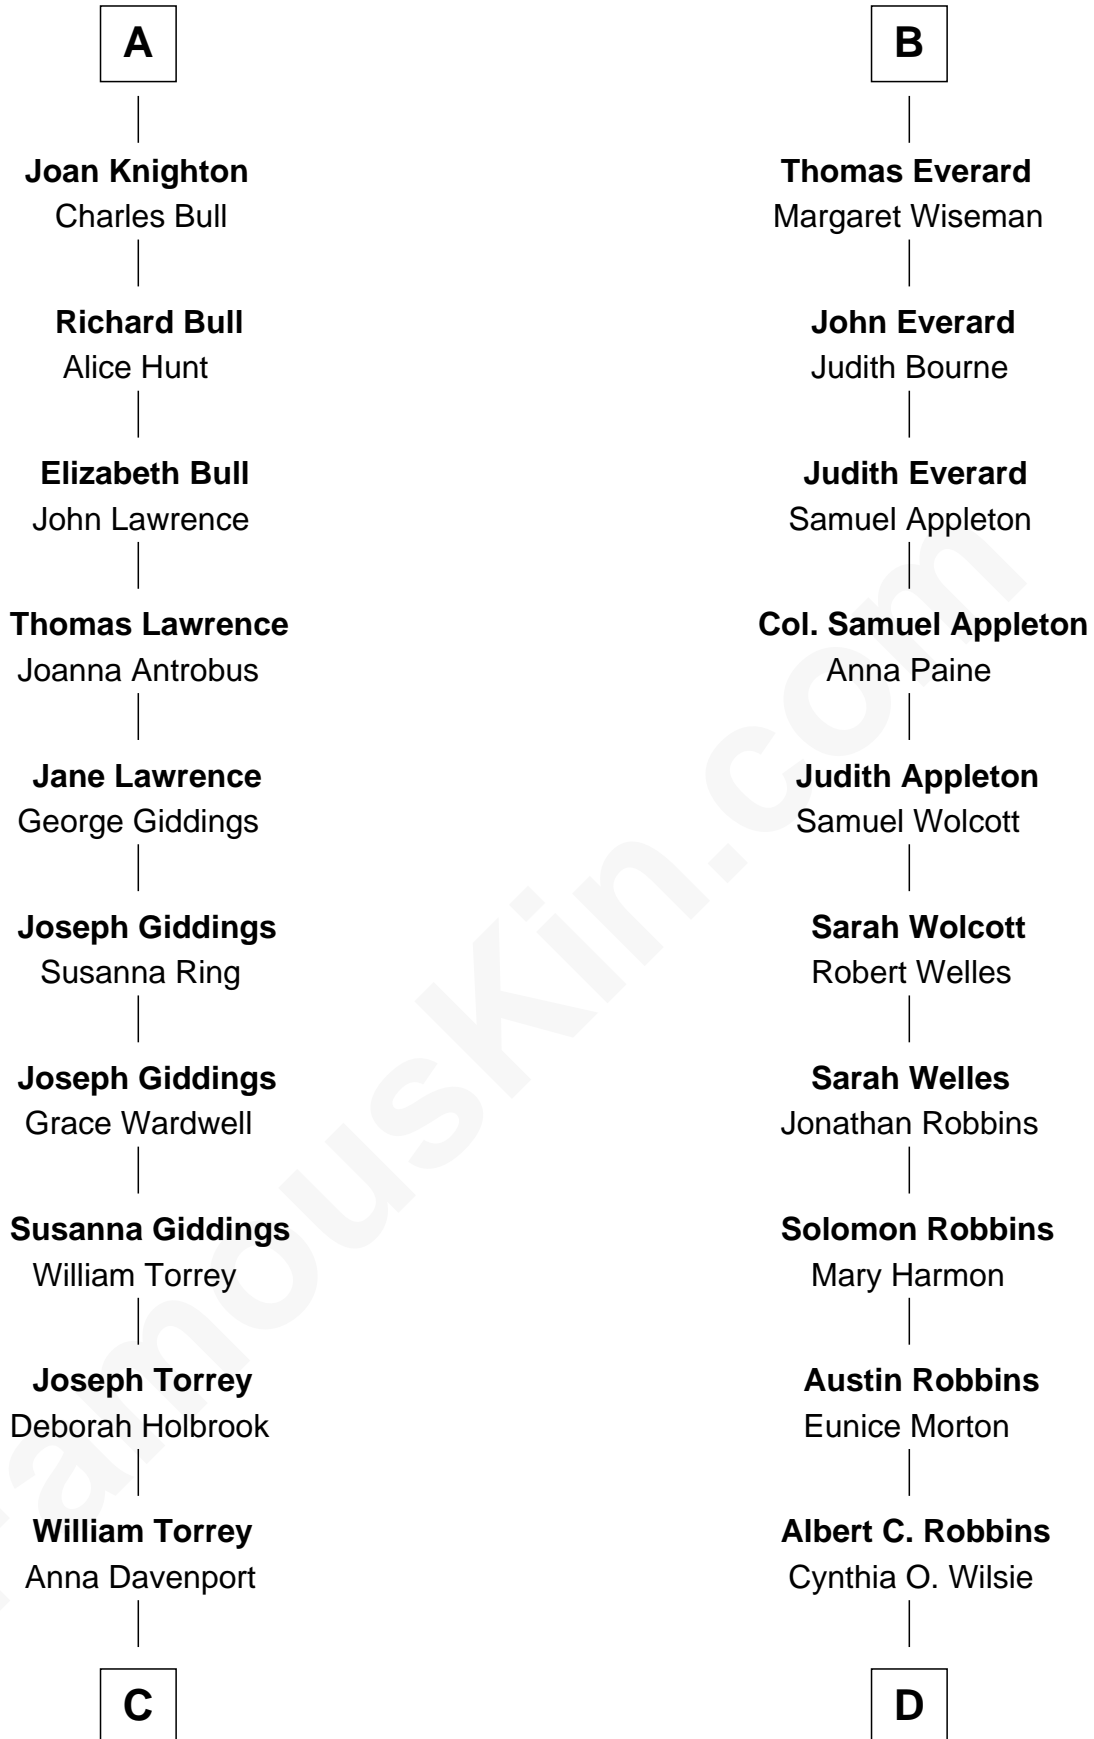 A
Joan Knighton
Charles Bull
Richard Bull
Alice Hunt
Elizabeth Bull
John Lawrence
Thomas Lawrence
Joanna Antrobus
Jane Lawrence
George Giddings
Joseph Giddings
Susanna Ring
Joseph Giddings
Grace Wardwell
Susanna Giddings
William Torrey
Joseph Torrey
Deborah Holbrook
William Torrey
Anna Davenport
C
B
Thomas Everard
Margaret Wiseman
John Everard
Judith Bourne
Judith Everard
Samuel Appleton
Col. Samuel Appleton
Anna Paine
Judith Appleton
Samuel Wolcott
Sarah Wolcott
Robert Welles
Sarah Welles
Jonathan Robbins
Solomon Robbins
Mary Harmon
Austin Robbins
Eunice Morton
Albert C. Robbins
Cynthia O. Wilsie
D
FamousKin.com